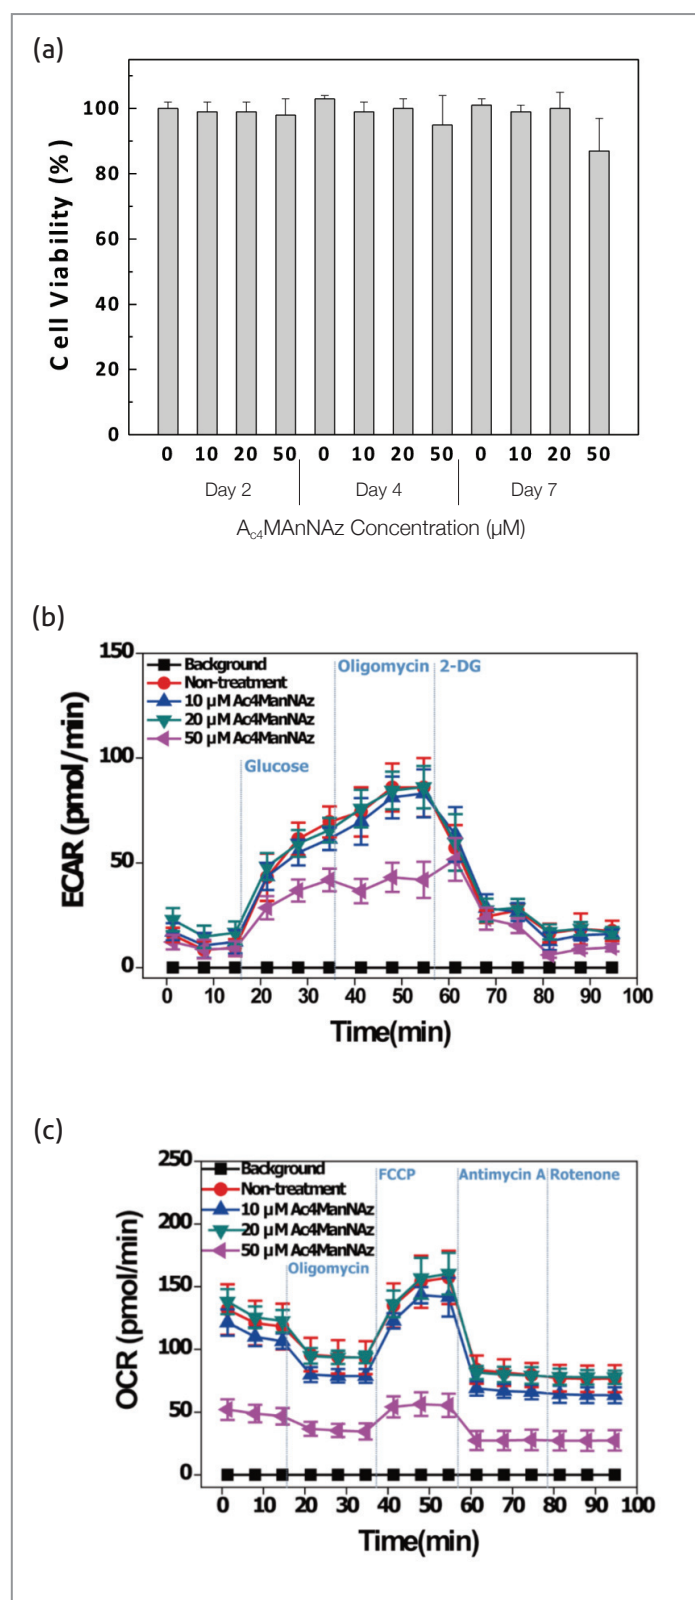 (a)
Cell Viability (%)
100
80
60
40
20
0
0 10 20 50 0 10 20 50 0 10 20 50
Day 2 Day 4 Day 7
Ac4MAnNAz Concentration (µM)
(b)
ECAR (pmol/min)
150
100
50
0
Background
Non-treatment
10 µM Ac4ManNAz
20 µM Ac4ManNAz
50 µM Ac4ManNAz
Glucose
Oligomycin
2-DG
0 10 20 30 40 50 60 70 80 90 100
Time(min)
(c)
OCR (pmol/min)
250
200
150
100
50
0
Background
Non-treatment
10 µM Ac4ManNAz
20 µM Ac4ManNAz
50 µM Ac4ManNAz
Oligomycin
FCCP
Antimycin A
Rotenone
0 10 20 30 40 50 60 70 80 90 100
Time(min)